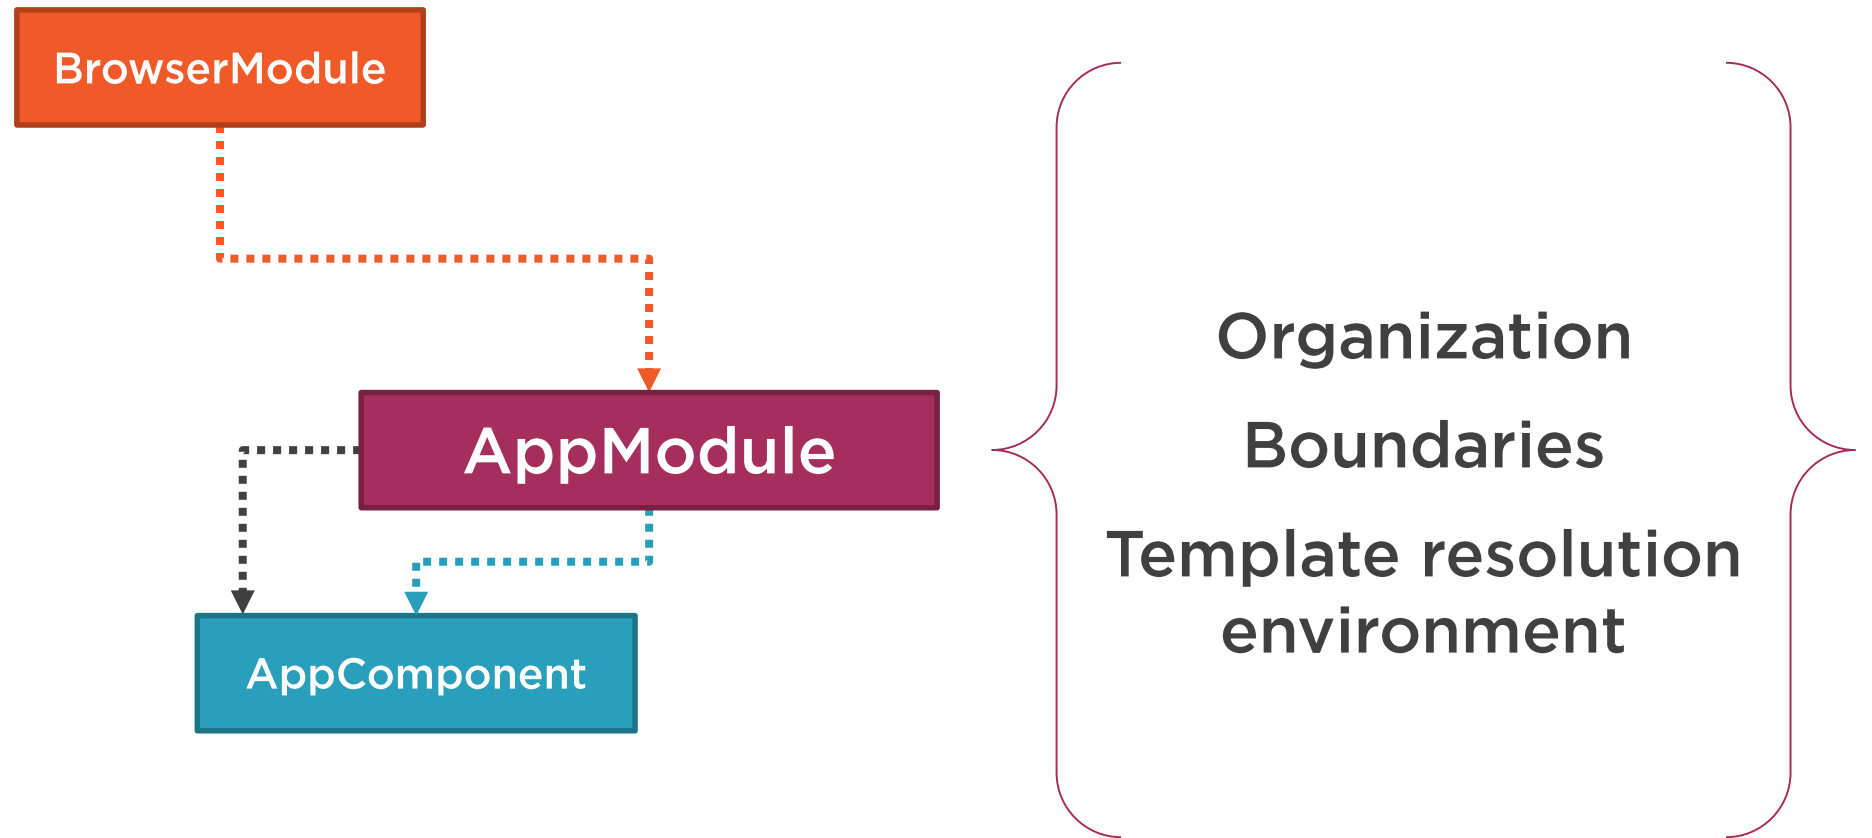 BrowserModule
AppModule
AppComponent
Organization
Boundaries
Template resolution
environment